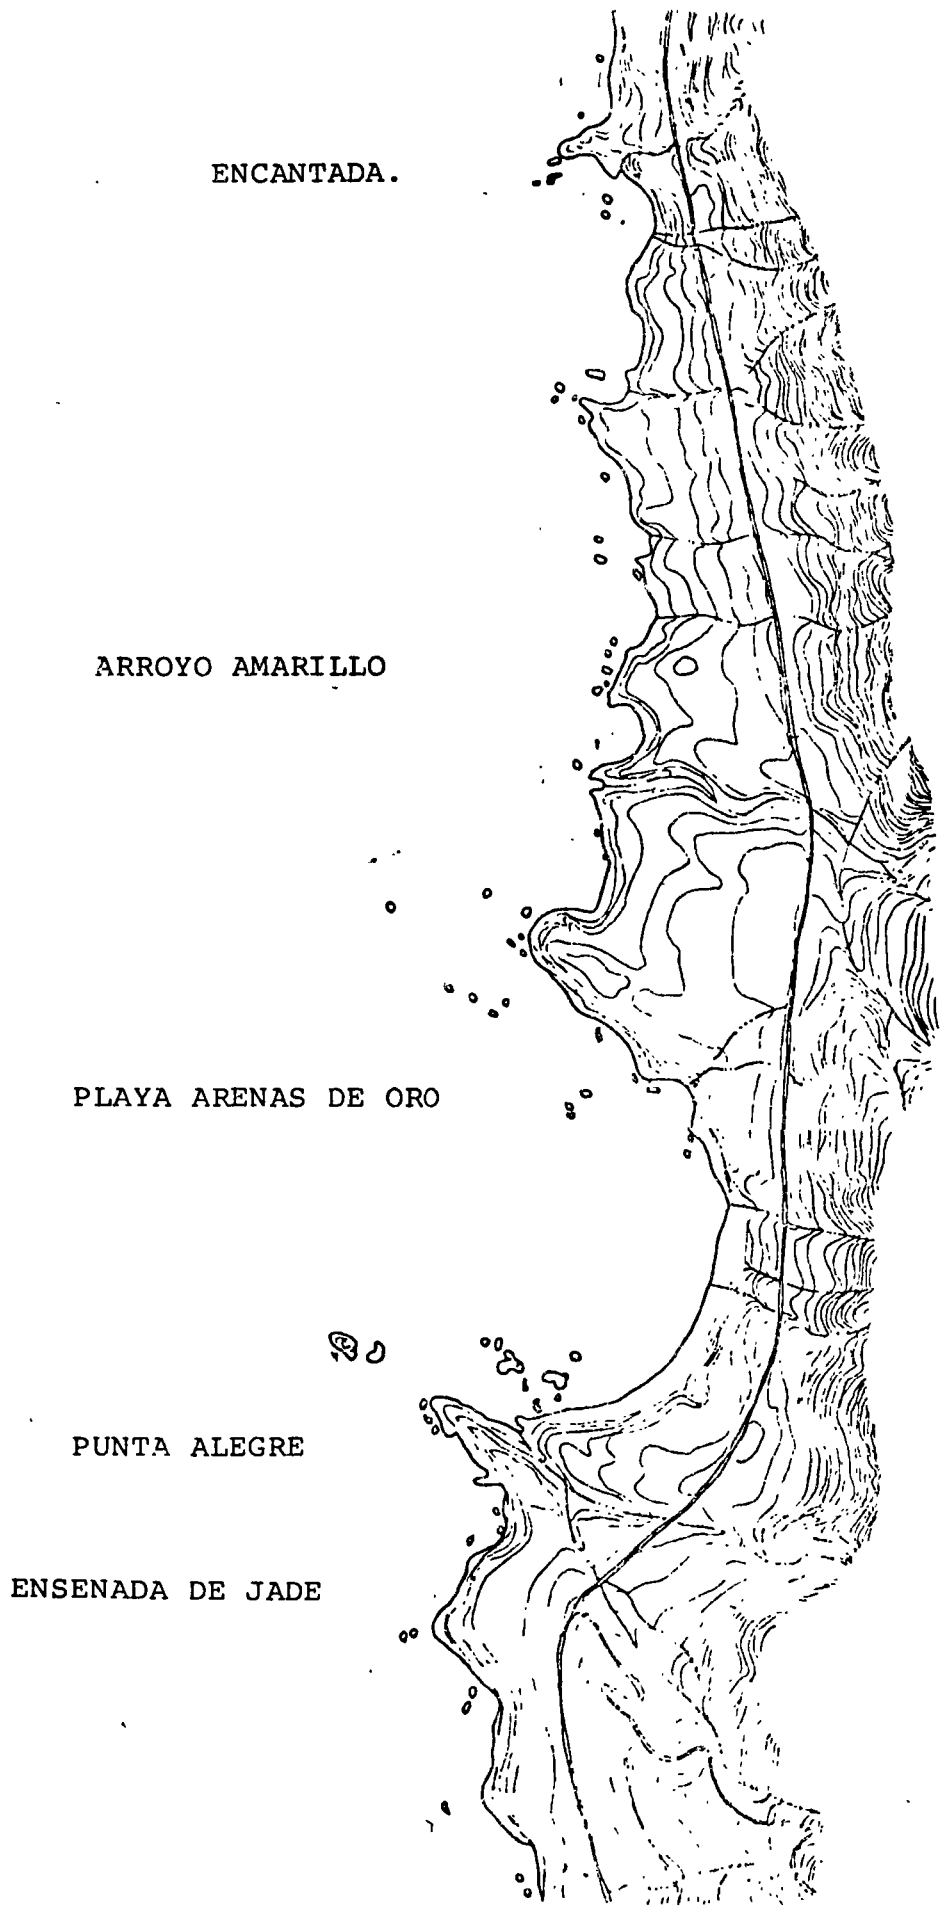 ENCANTADA.
ARROYO AMARILLO
PLAYA ARENAS DE ORO
PUNTA ALEGRE
ENSENADA DE JADE